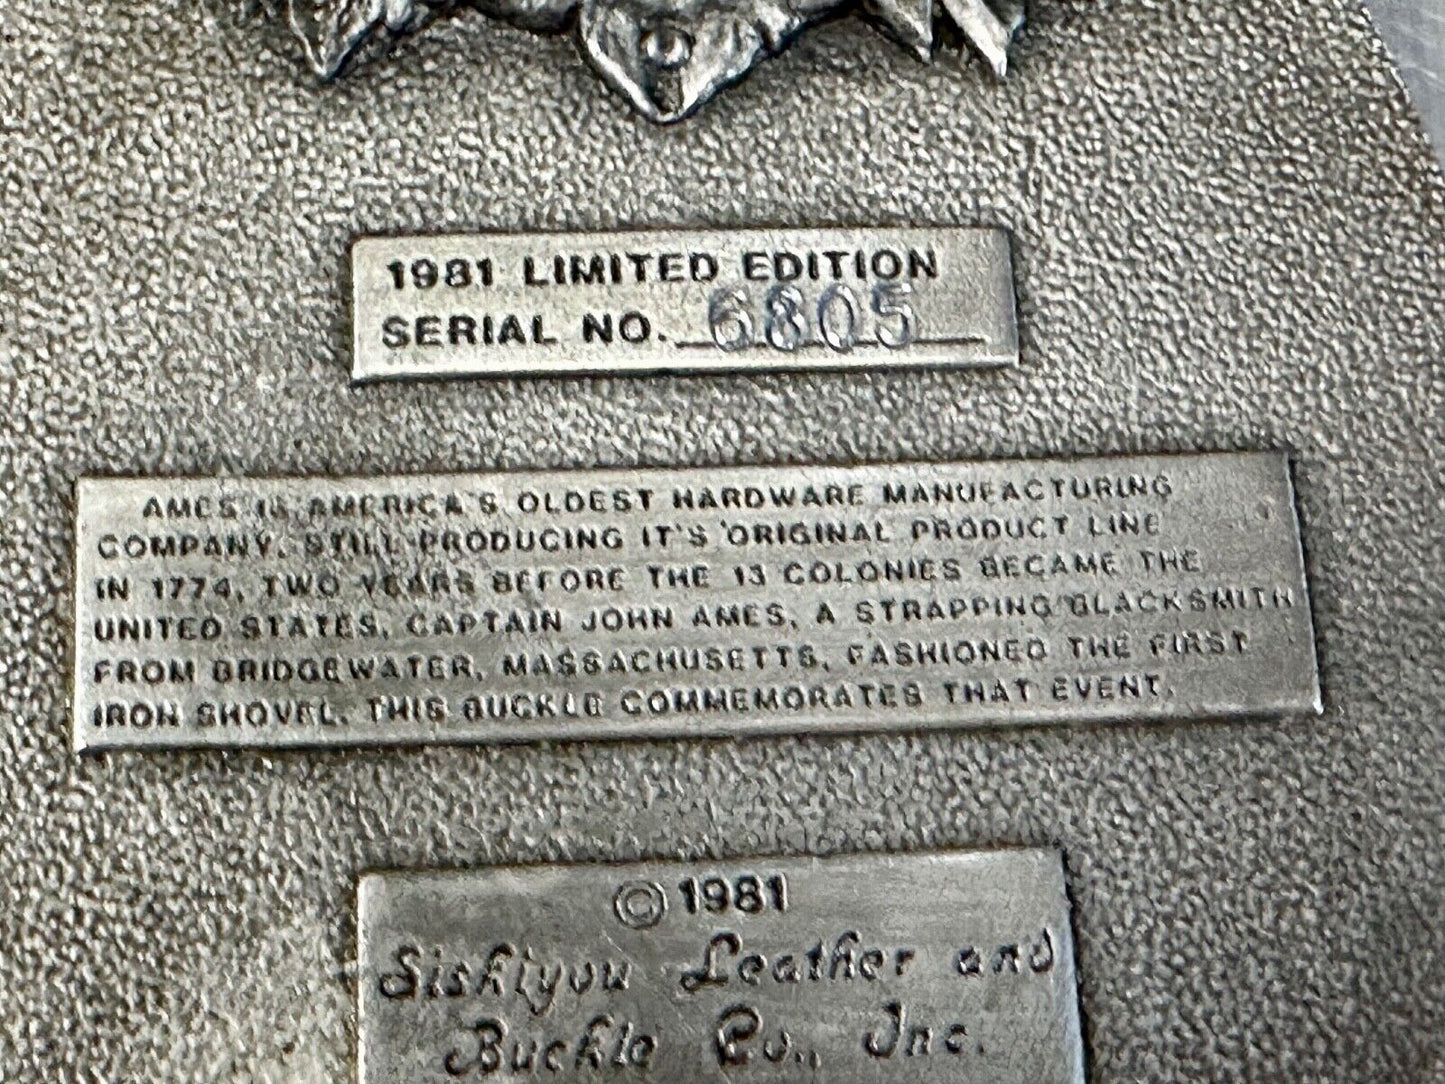 1981 LIMITED EDITION
SERIAL NO. 6805
AMES IS AMERICA'S OLDEST HARDWARE MANUFACTURING
COMPANY, STILL PRODUCING IT'S ORIGINAL PRODUCT LINE
IN 1774, TWO YEARS BEFORE THE 13 COLONIES BECAME THE
UNITED STATES, CAPTAIN JOHN AMES, A STRAPPING BLACKSMITH
FROM BRIDGEWATER, MASSACHUSETTS, FASHIONED THE FIRST
IRON SHOVEL. THIS BUCKLE COMMEMORATES THAT EVENT.
© 1981
Siskiyou Leather and
Buckle Co., Inc.